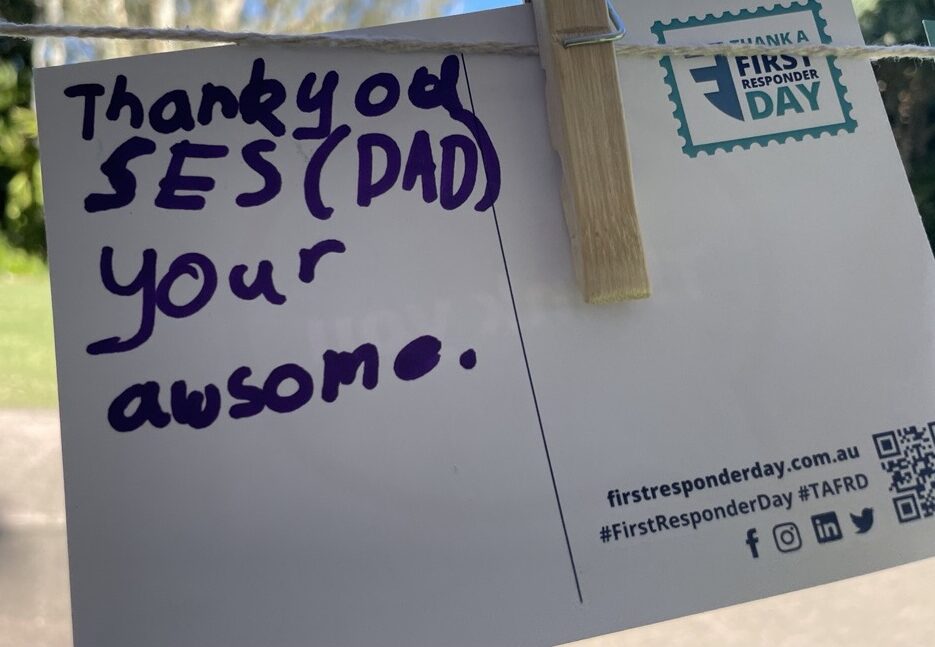 Thankyou
SES (DAD)
your
awsome.
THANK A
FIRST
RESPONDER
DAY
firstresponderday.com.au
#FirstResponderDay #TAFRD